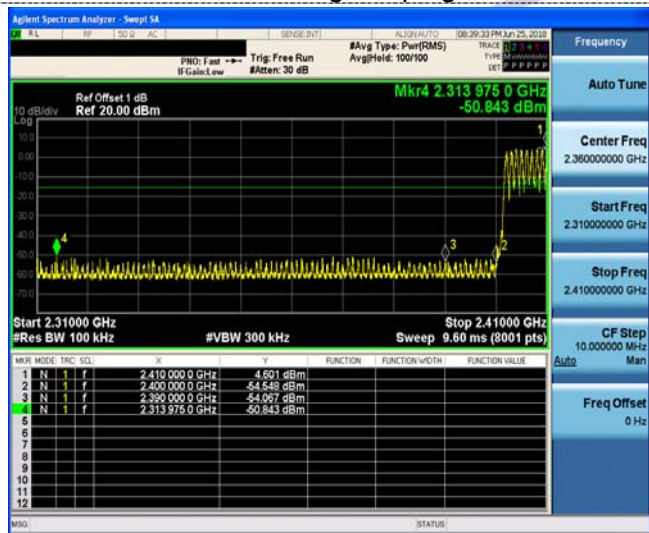 Agilent Spectrum Analyzer - Swept SA
RL RF 50 Ω AC SENSE:INT ALIGN AUTO 08:39:33 PM Jun 25, 2018
#Avg Type: Pwr(RMS) TRACE 1 2 3 4 5 6
PNO: Fast Trig: Free Run Avg|Hold: 100/100 TYPE
IFGain:Low #Atten: 30 dB DET P P P P P P
Frequency
Auto Tune
Center Freq
2.360000000 GHz
Start Freq
2.310000000 GHz
Stop Freq
2.410000000 GHz
CF Step
10.000000 MHz
Auto Man
Freq Offset
0 Hz
Mkr4 2.313 975 0 GHz
-50.843 dBm
Ref Offset 1 dB
10 dB/div Ref 20.00 dBm
Log
10.0
0.00
-10.0
-20.0
-30.0
-40.0
-50.0
-60.0
-70.0
1
2
3
4
Start 2.31000 GHz Stop 2.41000 GHz
#Res BW 100 kHz #VBW 300 kHz Sweep 9.60 ms (8001 pts)
MKR MODE TRC SCL X Y FUNCTION FUNCTION WIDTH FUNCTION VALUE
1 N 1 f 2.410 000 0 GHz 4.601 dBm
2 N 1 f 2.400 000 0 GHz -54.548 dBm
3 N 1 f 2.390 000 0 GHz -54.067 dBm
4 N 1 f 2.313 975 0 GHz -50.843 dBm
5
6
7
8
9
10
11
12
MSG STATUS